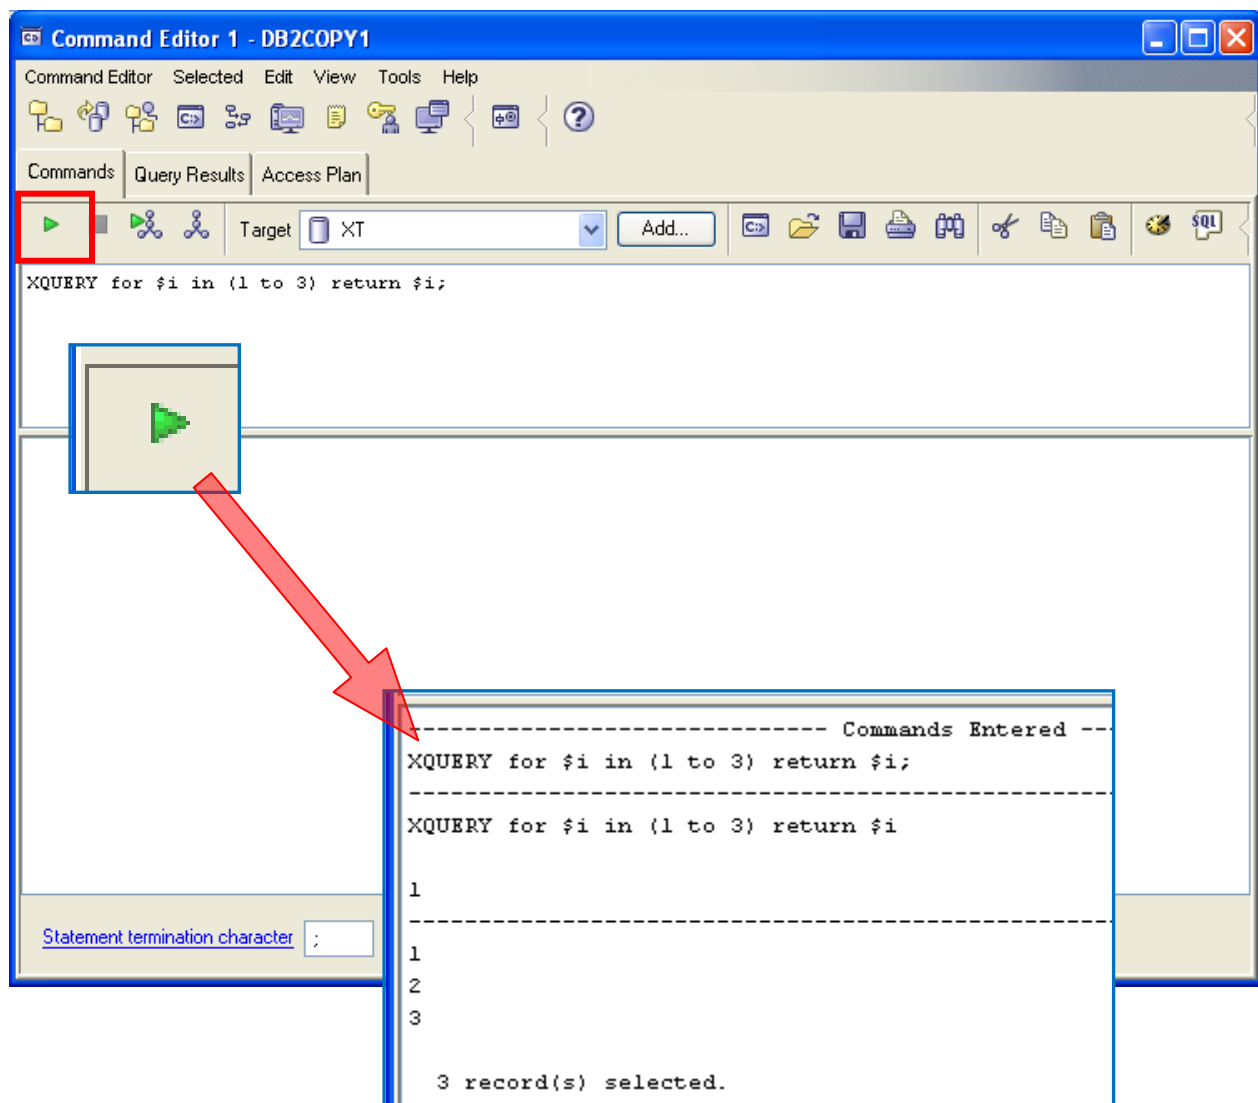 Command Editor 1 - DB2COPY1
Command Editor Selected Edit View Tools Help
Commands Query Results Access Plan
Target XT Add... SQL
XQUERY for $i in (1 to 3) return $i;
------------------------------ Commands Entered --
XQUERY for $i in (1 to 3) return $i;
--------------------------------------------------
XQUERY for $i in (1 to 3) return $i
1
--------------------------------------------------
1
2
3
3 record(s) selected.
Statement termination character ;